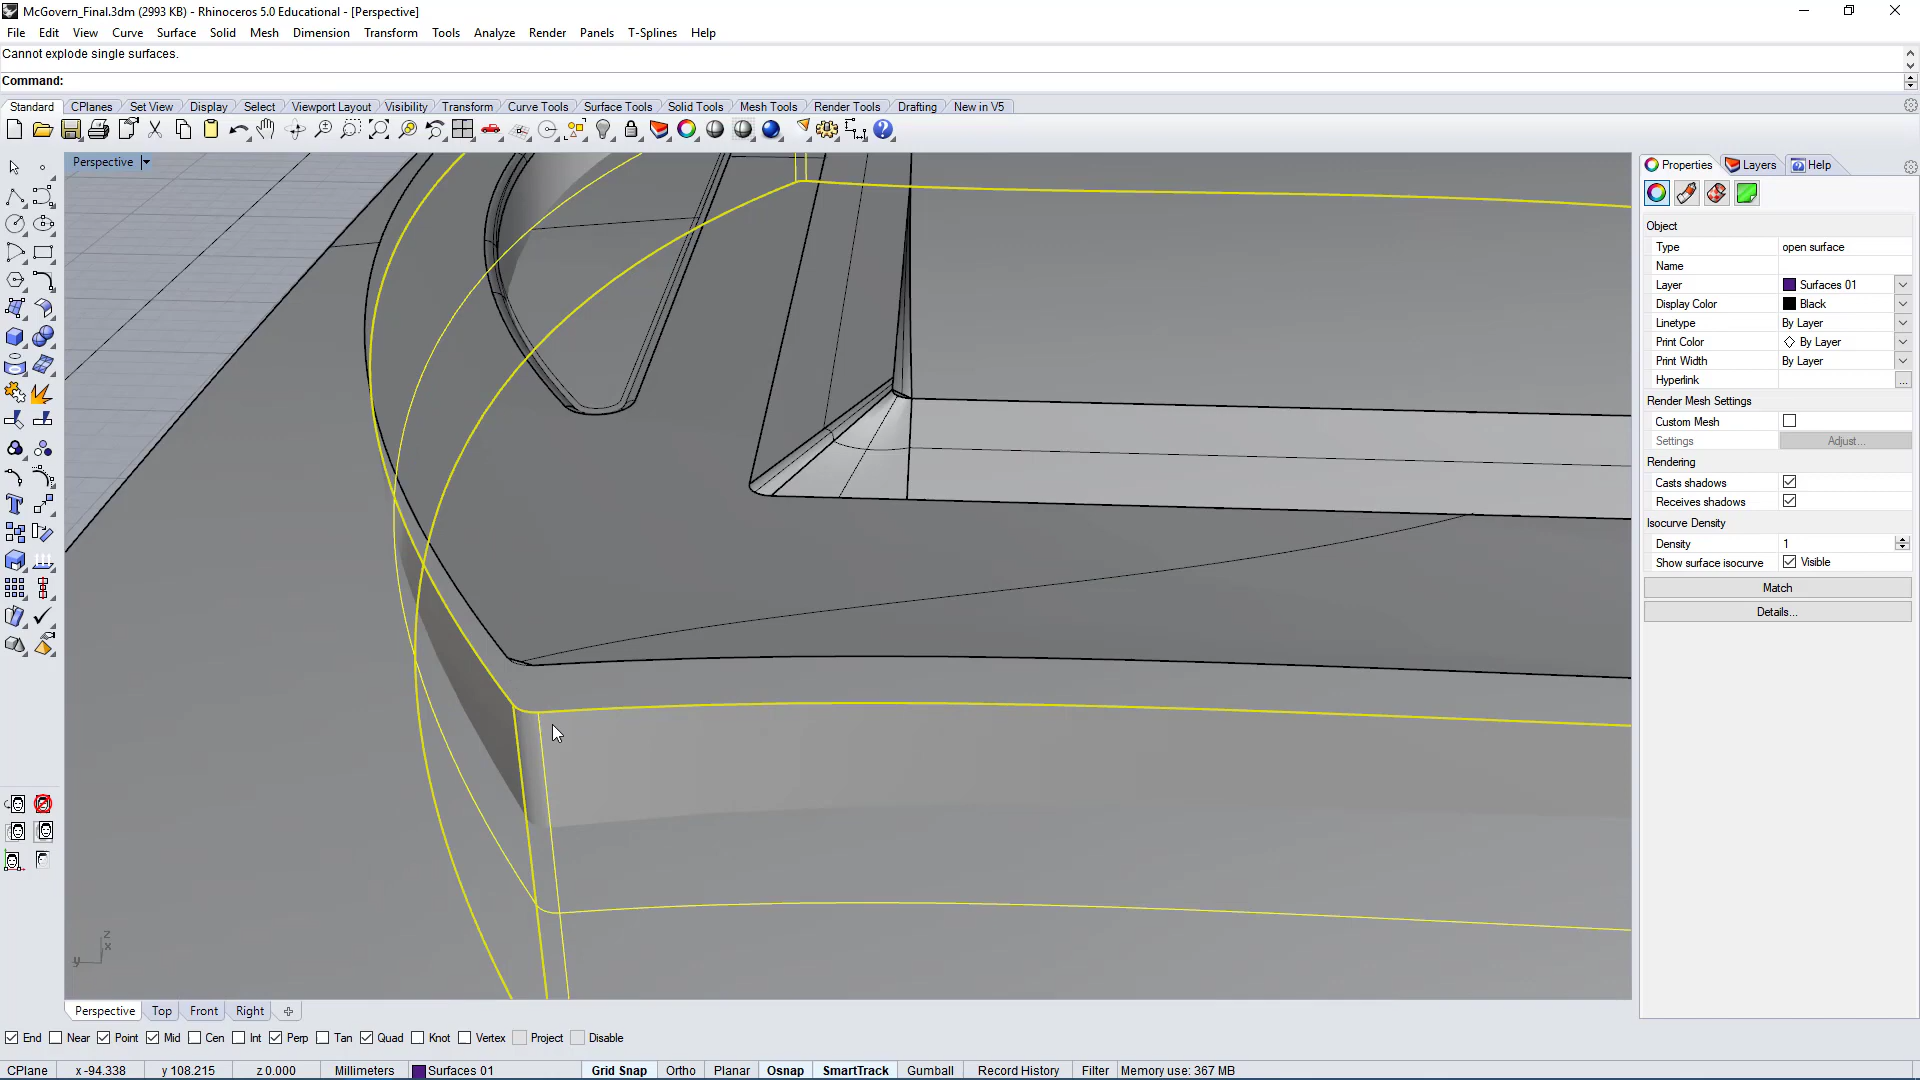 McGovern_Final.3dm (2993 KB) - Rhinoceros 5.0 Educational - [Perspective]
File Edit View Curve Surface Solid Mesh Dimension Transform Tools Analyze Render Panels T-Splines Help
Cannot explode single surfaces.
Command:
Standard CPlanes Set View Display Select Viewport Layout Visibility Transform Curve Tools Surface Tools Solid Tools Mesh Tools Render Tools Drafting New in V5
Perspective
Properties Layers Help
Object
Type open surface
Name
Layer Surfaces 01
Display Color Black
Linetype By Layer
Print Color By Layer
Print Width By Layer
Hyperlink ...
Render Mesh Settings
Custom Mesh
Settings Adjust...
Rendering
Casts shadows
Receives shadows
Isocurve Density
Density 1
Show surface isocurve Visible
Match
Details...
z
x
y
Perspective Top Front Right
End Near Point Mid Cen Int Perp Tan Quad Knot Vertex Project Disable
CPlane x -94.338 y 108.215 z 0.000 Millimeters Surfaces 01 Grid Snap Ortho Planar Osnap SmartTrack Gumball Record History Filter Memory use: 367 MB